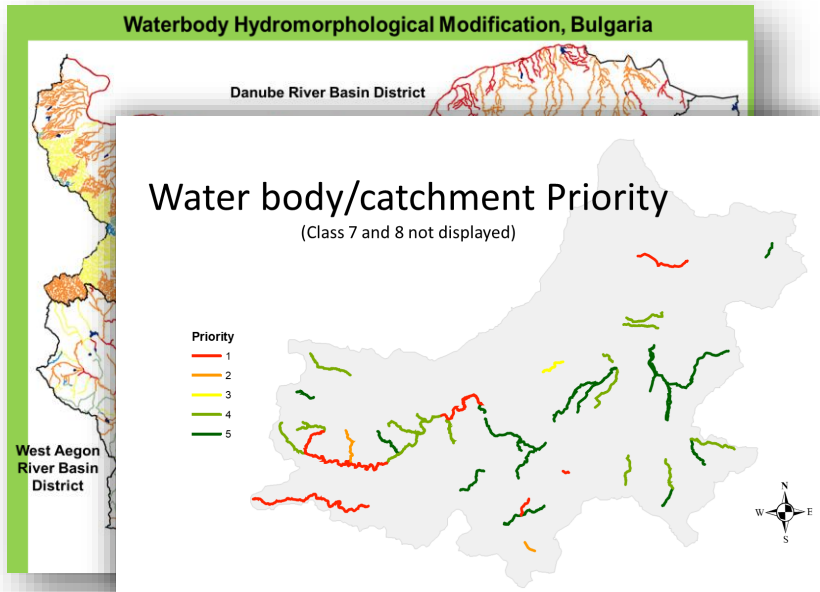 Waterbody Hydromorphological Modification, Bulgaria
Danube River Basin District
Water body/catchment Priority
(Class 7 and 8 not displayed)
Priority
1
2
3
4
5
West Aegon
River Basin
District
N
W E
S